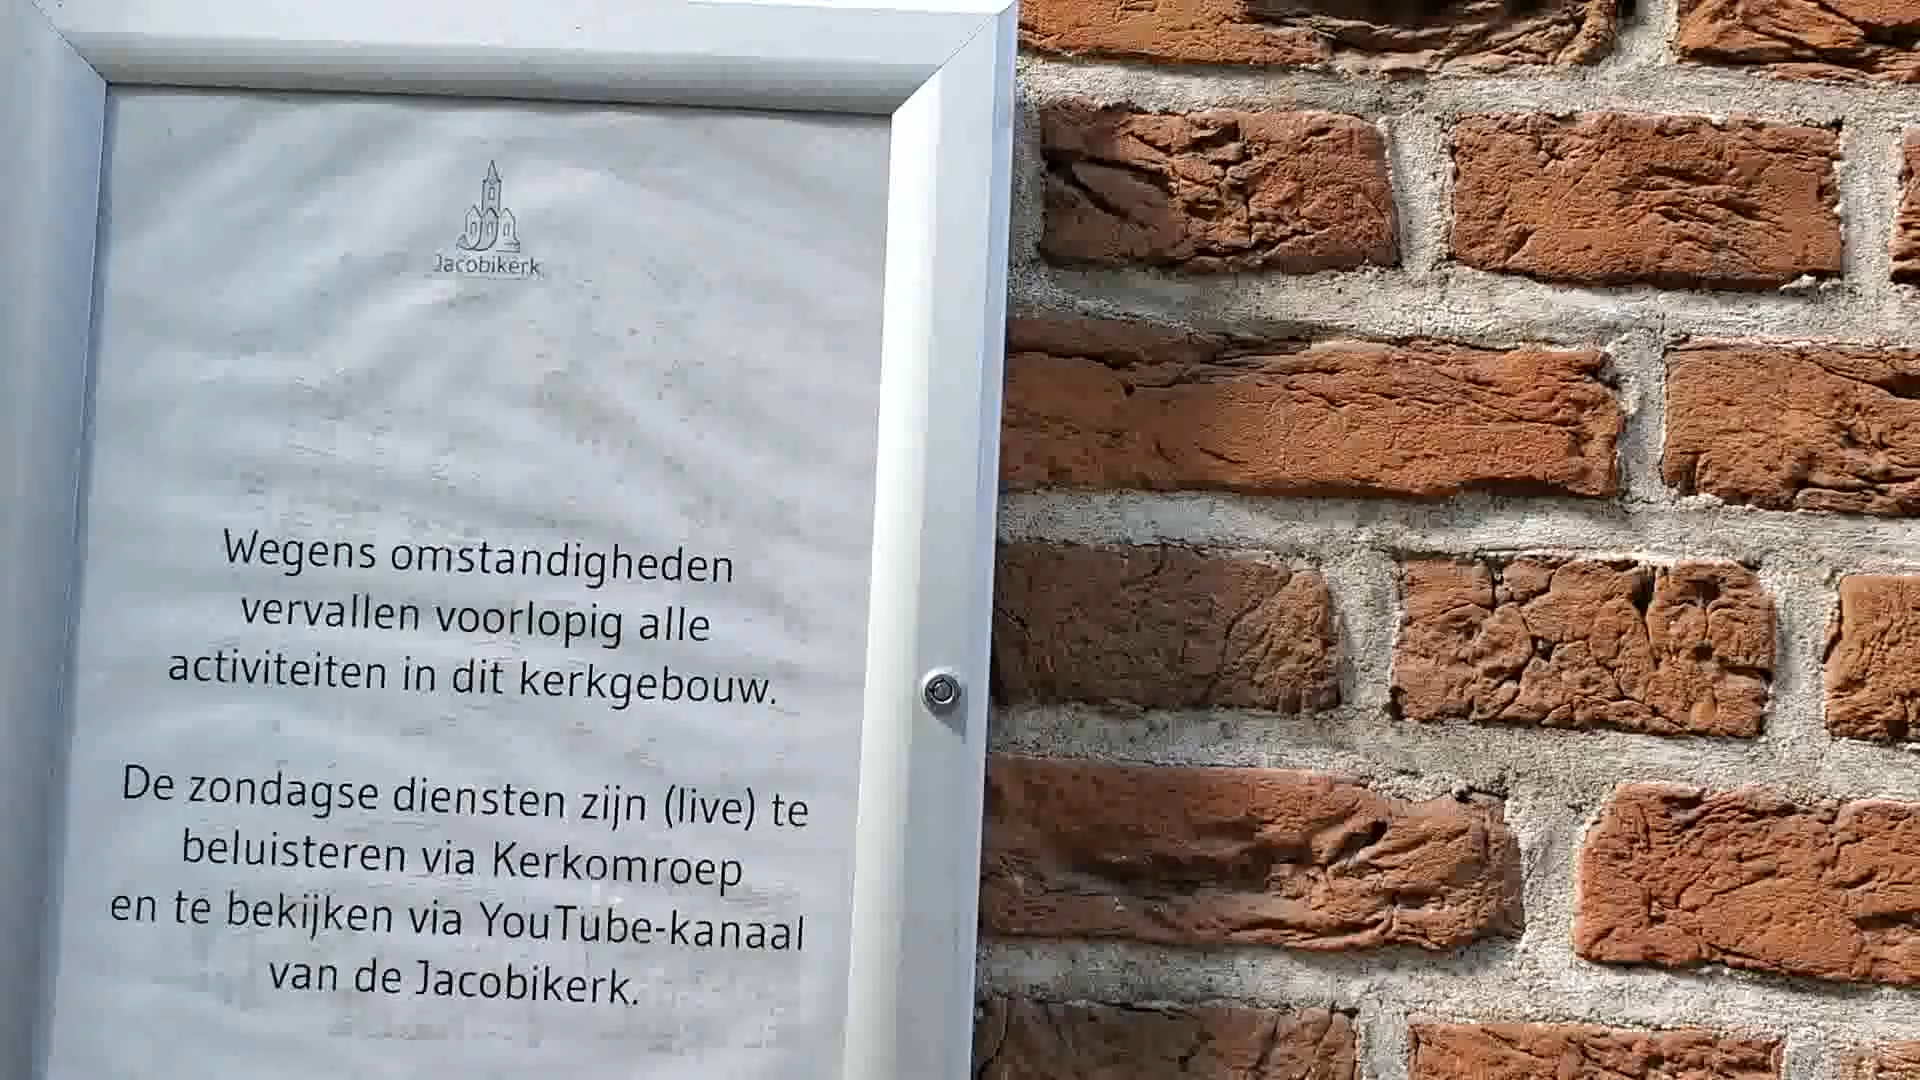 Jacobikerk
Wegens omstandigheden
vervallen voorlopig alle
activiteiten in dit kerkgebouw.
De zondagse diensten zijn (live) te
beluisteren via Kerkomroep
en te bekijken via YouTube-kanaal
van de Jacobikerk.